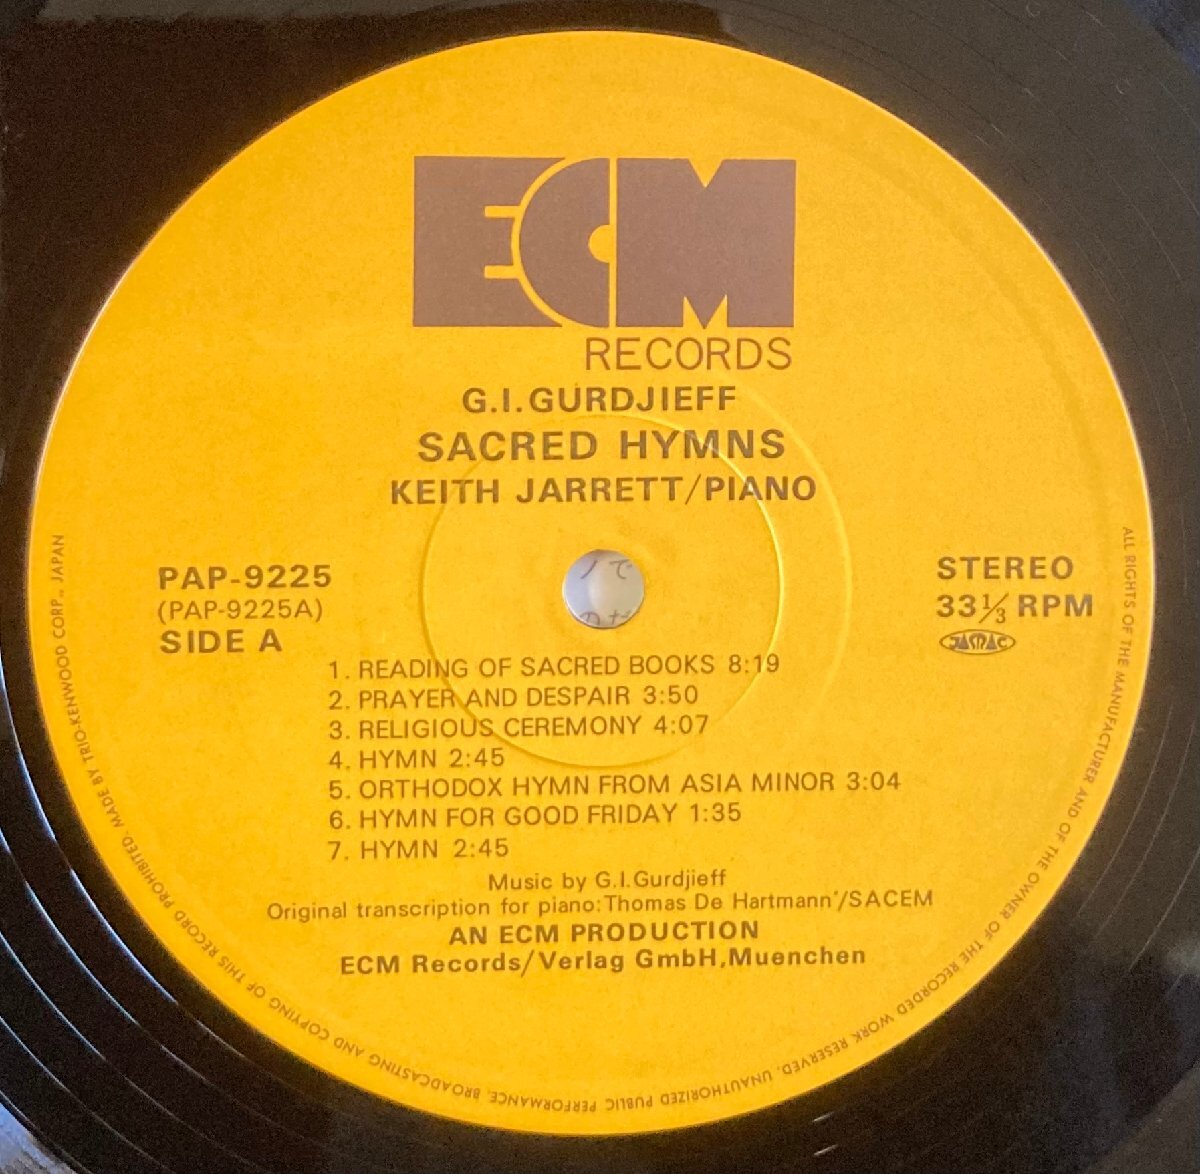 ECM
RECORDS
G.I.GURDJIEFF
SACRED HYMNS
KEITH JARRETT/PIANO
PAP-9225
(PAP-9225A)
SIDE A
STEREO
33⅓ RPM
JASRAC
1. READING OF SACRED BOOKS 8:19
2. PRAYER AND DESPAIR 3:50
3. RELIGIOUS CEREMONY 4:07
4. HYMN 2:45
5. ORTHODOX HYMN FROM ASIA MINOR 3:04
6. HYMN FOR GOOD FRIDAY 1:35
7. HYMN 2:45
Music by G.I.Gurdjieff
Original transcription for piano:Thomas De Hartmann'/SACEM
AN ECM PRODUCTION
ECM Records/Verlag GmbH,Muenchen
ALL RIGHTS OF THE MANUFACTURER AND OF THE OWNER OF THE RECORDED WORK RESERVED. UNAUTHORIZED PUBLIC PERFORMANCE, BROADCASTING AND COPYING OF THIS RECORD PROHIBITED. MADE BY TRIO-KENWOOD CORP., JAPAN